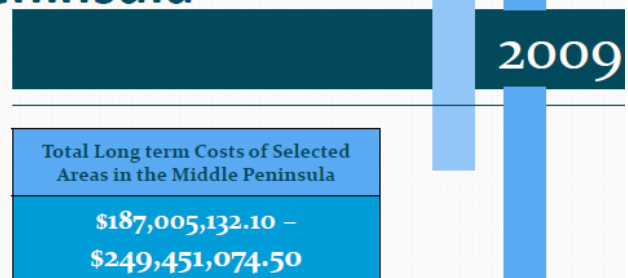 2009
Total Long term Costs of Selected
Areas in the Middle Peninsula
$187,005,132.10 –
$249,451,074.50